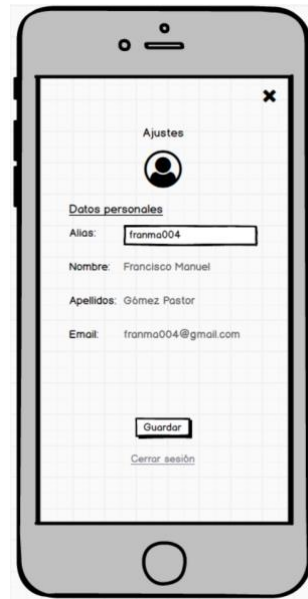 Ajustes
Datos personales
Alias: franma004
Nombre: Francisco Manuel
Apellidos: Gómez Pastor
Email: franma004@gmail.com
Guardar
Cerrar sesión